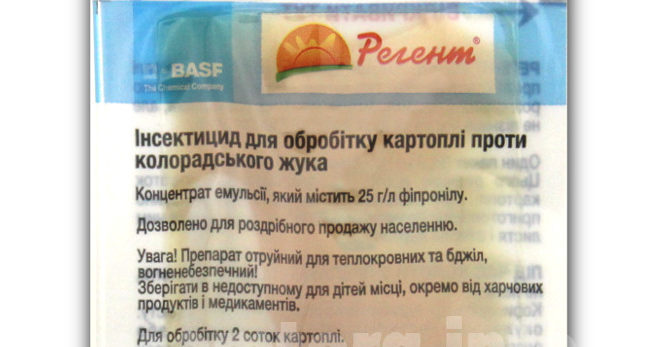 Регент®
BASF
The Chemical Company
Інсектицид для обробітку картоплі проти
колорадського жука
Концентрат емульсії, який містить 25 г/л фіпронілу.
Дозволено для роздрібного продажу населенню.
Увага! Препарат отруйний для теплокровних та бджіл,
вогненебезпечний!
Зберігати в недоступному для дітей місці, окремо від харчових
продуктів і медикаментів.
Для обробітку 2 соток картоплі.